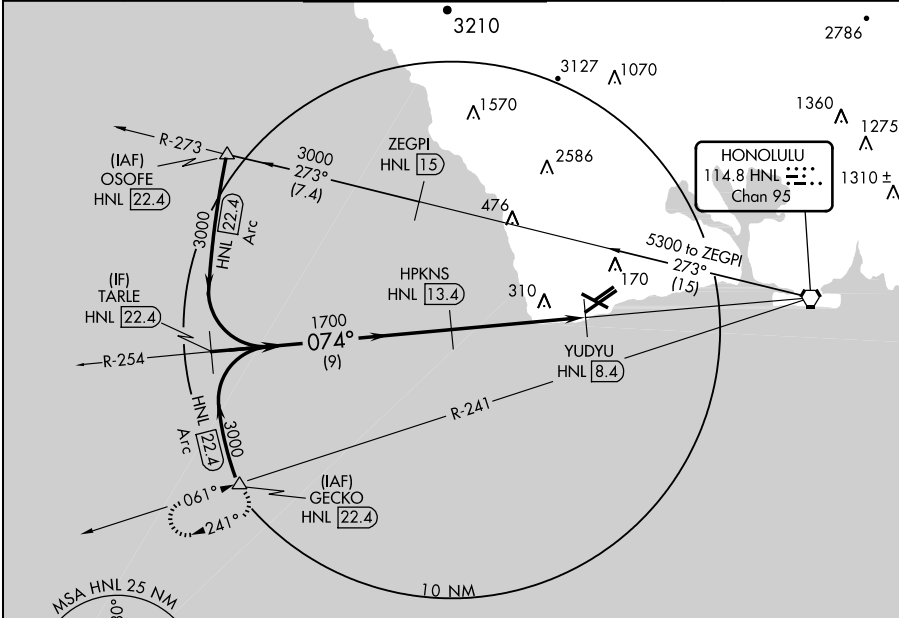 3210
2786
3127
1070
1570
1360
1275
R-273
(IAF)
OSOFE
HNL 22.4
3000
273°
(7.4)
ZEGPI
HNL 15
2586
HONOLULU
114.8 HNL
Chan 95
1310 ±
476
3000
HNL 22.4
Arc
5300 to ZEGPI
273°
(15)
170
(IF)
TARLE
HNL 22.4
HPKNS
HNL 13.4
310
1700
074°
(9)
R-254
YUDYU
HNL 8.4
R-241
HNL 22.4
Arc
3000
(IAF)
GECKO
HNL 22.4
061°
241°
10 NM
MSA HNL 25 NM